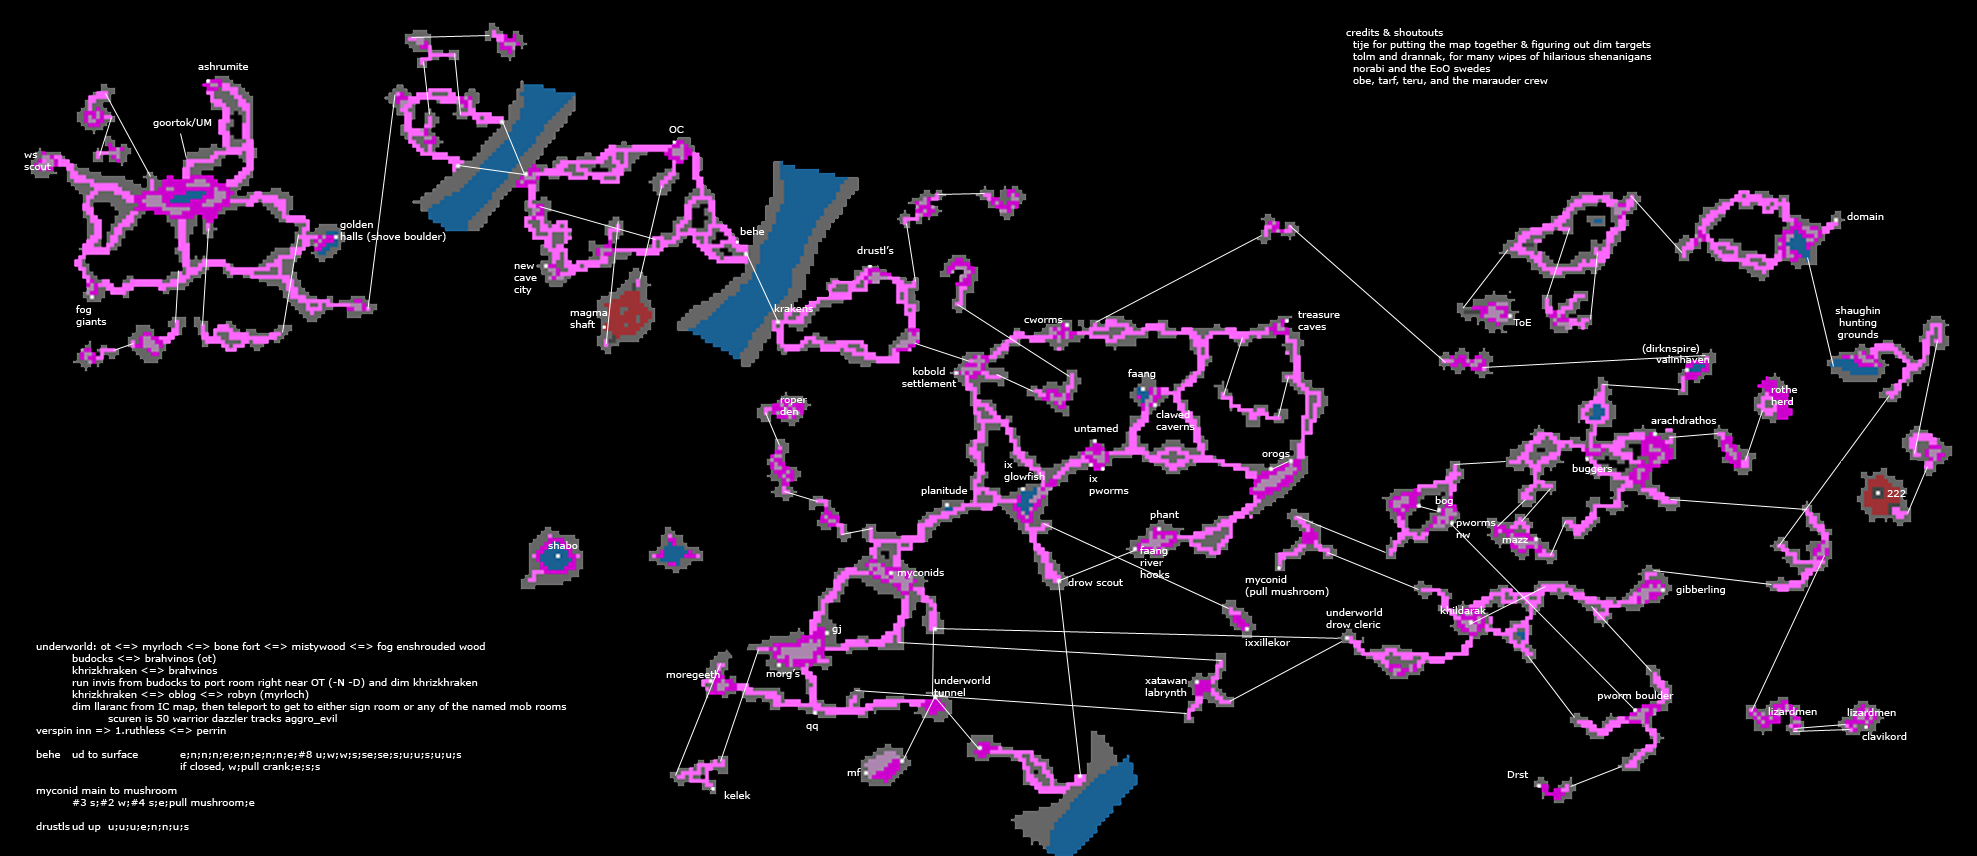 credits & shoutouts
tije for putting the map together & figuring out dim targets
tolm and drannak, for many wipes of hilarious shenanigans
norabi and the EoO swedes
obe, tarf, teru, and the marauder crew
ashrumite
goortok/UM
ws
scout
golden
halls (shove boulder)
fog
giants
OC
behe
new
cave
city
magma
shaft
drustl's
krakens
kobold
settlement
cworms
treasure
caves
faang
clawed
caverns
untamed
ix
pworms
ix
glowfish
orogs
planitude
roper
den
shabo
phant
faang
river
hooks
drow scout
myconids
gj
morg's
moregeeth
qq
kelek
mf
underworld
tunnel
xatawan
labrynth
ixxillekor
myconid
(pull mushroom)
underworld
drow cleric
domain
ToE
shaughin
hunting
grounds
(dirknspire)
valinhaven
rothe
herd
arachdrathos
buggers
bog
pworms
nw
mazz
222
gibberling
khildarak
pworm boulder
Drst
lizardmen
lizardmen
clavikord
underworld: ot <=> myrloch <=> bone fort <=> mistywood <=> fog enshrouded wood
budocks <=> brahvinos (ot)
khrizkhraken <=> brahvinos
run invis from budocks to port room right near OT (-N -D) and dim khrizkhraken
khrizkhraken <=> oblog <=> robyn (myrloch)
dim llaranc from IC map, then teleport to get to either sign room or any of the named mob rooms
scuren is 50 warrior dazzler tracks aggro_evil
verspin inn => 1.ruthless <=> perrin
behe ud to surface e;n;n;n;e;e;n;e;n;n;e;#8 u;w;w;s;se;se;s;u;u;s;u;u;s
if closed, w;pull crank;e;s;s
myconid main to mushroom
#3 s;#2 w;#4 s;e;pull mushroom;e
drustls ud up u;u;u;e;n;n;u;s